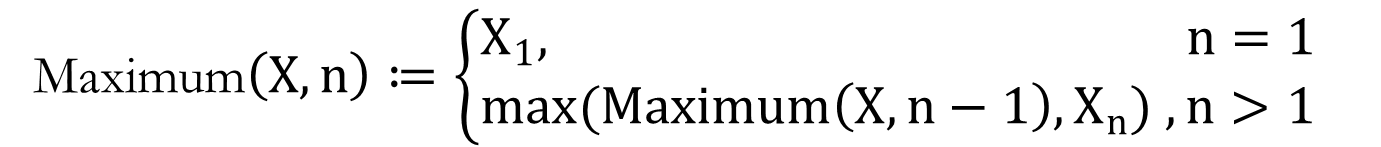 X₁, n = 1
Maximum(X, n) ≔ {
max(Maximum(X, n − 1), Xₙ) , n > 1